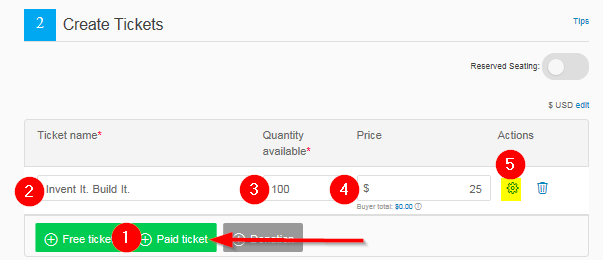 2 Create Tickets Tips
Reserved Seating:
$ USD edit
Ticket name* Quantity available* Price Actions
5
2 Invent It. Build It. 3 100 4 $ 25
Buyer total: $0.00
Free ticket 1 Paid ticket Donation